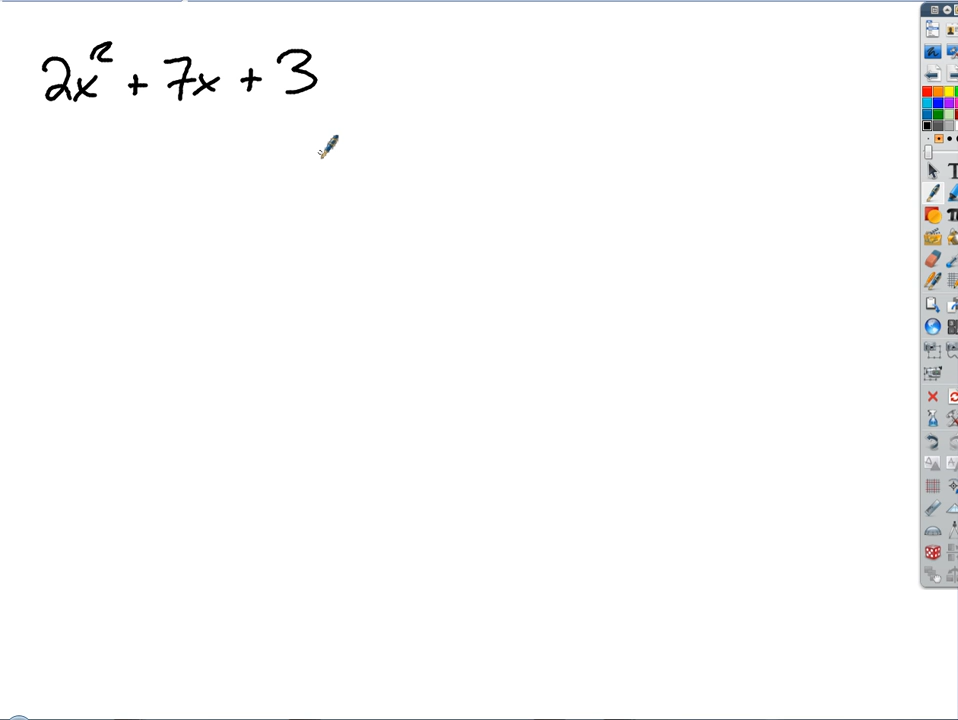 2x² + 7x + 3